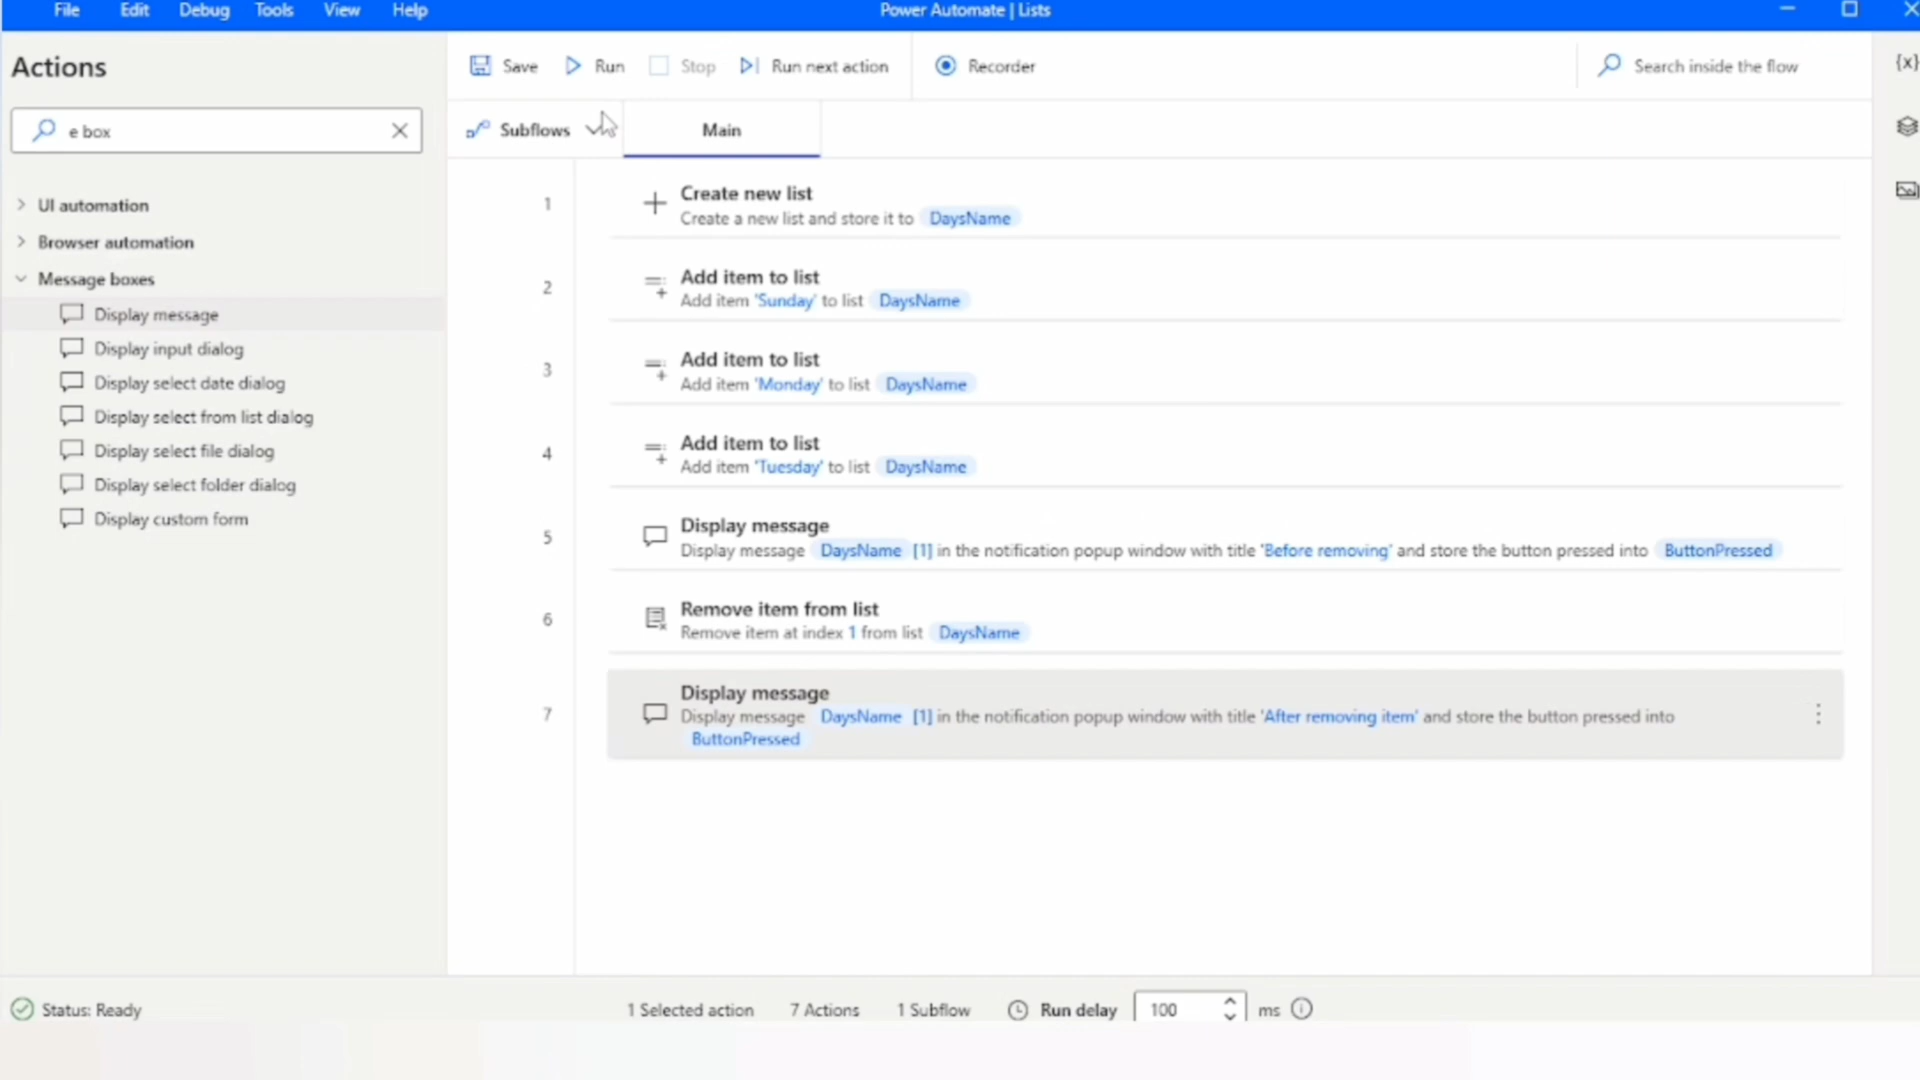 File Edit Debug Tools View Help
Power Automate | Lists
Actions
e box
UI automation
Browser automation
Message boxes
Display message
Display input dialog
Display select date dialog
Display select from list dialog
Display select file dialog
Display select folder dialog
Display custom form
Save Run Stop Run next action Recorder
Search inside the flow
{x}
Subflows Main
1 Create new list
Create a new list and store it to DaysName
2 Add item to list
Add item 'Sunday' to list DaysName
3 Add item to list
Add item 'Monday' to list DaysName
4 Add item to list
Add item 'Tuesday' to list DaysName
5 Display message
Display message DaysName [1] in the notification popup window with title 'Before removing' and store the button pressed into ButtonPressed
6 Remove item from list
Remove item at index 1 from list DaysName
7 Display message
Display message DaysName [1] in the notification popup window with title 'After removing item' and store the button pressed into
ButtonPressed
Status: Ready
1 Selected action 7 Actions 1 Subflow Run delay 100 ms